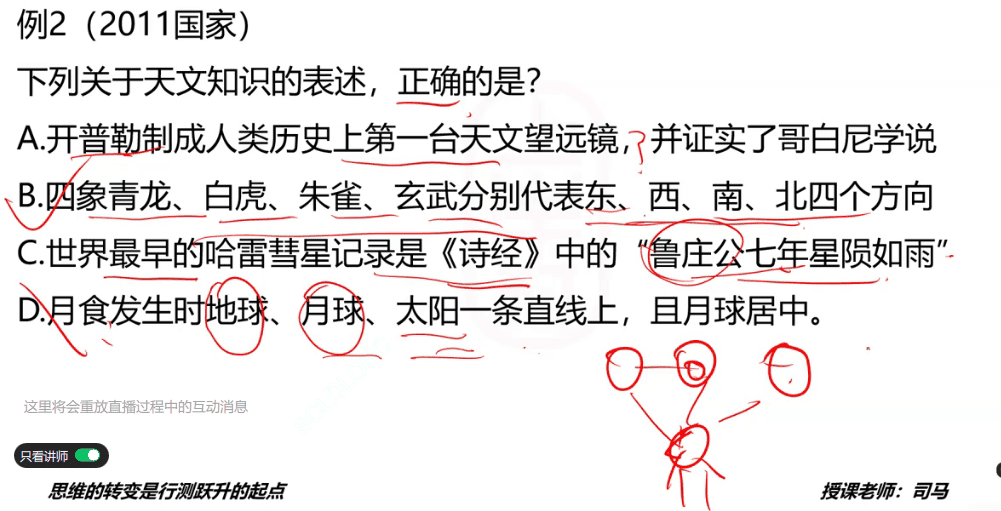 例2（2011国家）
下列关于天文知识的表述，正确的是？
A.开普勒制成人类历史上第一台天文望远镜，并证实了哥白尼学说
B.四象青龙、白虎、朱雀、玄武分别代表东、西、南、北四个方向
C.世界最早的哈雷彗星记录是《诗经》中的“鲁庄公七年星陨如雨”
D.月食发生时地球、月球、太阳一条直线上，且月球居中。
这里将会重放直播过程中的互动消息
只看讲师
思维的转变是行测跃升的起点
授课老师：司马